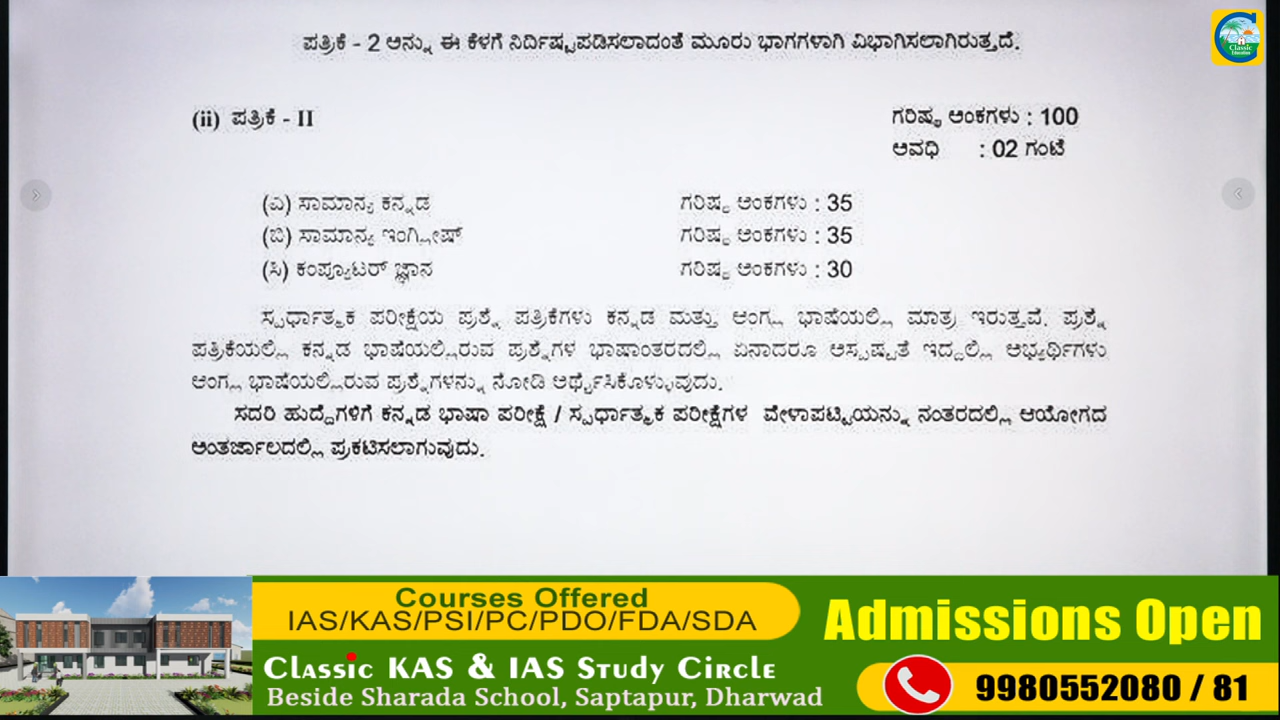 ಪತ್ರಿಕೆ - 2 ಅನ್ನು ಈ ಕೆಳಗೆ ನಿರ್ದಿಷ್ಟಪಡಿಸಲಾದಂತೆ ಮೂರು ಭಾಗಗಳಾಗಿ ವಿಭಾಗಿಸಲಾಗಿರುತ್ತದೆ.
Classic
Education
(ii) ಪತ್ರಿಕೆ - II ಗರಿಷ್ಠ ಅಂಕಗಳು : 100
ಅವಧಿ : 02 ಗಂಟೆ
(ಎ) ಸಾಮಾನ್ಯ ಕನ್ನಡ ಗರಿಷ್ಠ ಅಂಕಗಳು : 35
(ಬಿ) ಸಾಮಾನ್ಯ ಇಂಗ್ಲೀಷ್ ಗರಿಷ್ಠ ಅಂಕಗಳು : 35
(ಸಿ) ಕಂಪ್ಯೂಟರ್ ಜ್ಞಾನ ಗರಿಷ್ಠ ಅಂಕಗಳು : 30
ಸ್ಪರ್ಧಾತ್ಮಕ ಪರೀಕ್ಷೆಯ ಪ್ರಶ್ನೆ ಪತ್ರಿಕೆಗಳು ಕನ್ನಡ ಮತ್ತು ಆಂಗ್ಲ ಭಾಷೆಯಲ್ಲಿ ಮಾತ್ರ ಇರುತ್ತವೆ. ಪ್ರಶ್ನೆ
ಪತ್ರಿಕೆಯಲ್ಲಿ ಕನ್ನಡ ಭಾಷೆಯಲ್ಲಿರುವ ಪ್ರಶ್ನೆಗಳ ಭಾಷಾಂತರದಲ್ಲಿ ಏನಾದರೂ ಅಸ್ಪಷ್ಟತೆ ಇದ್ದಲ್ಲಿ ಅಭ್ಯರ್ಥಿಗಳು
ಆಂಗ್ಲ ಭಾಷೆಯಲ್ಲಿರುವ ಪ್ರಶ್ನೆಗಳನ್ನು ನೋಡಿ ಅರ್ಥೈಸಿಕೊಳ್ಳುವುದು.
ಸದರಿ ಹುದ್ದೆಗಳಿಗೆ ಕನ್ನಡ ಭಾಷಾ ಪರೀಕ್ಷೆ / ಸ್ಪರ್ಧಾತ್ಮಕ ಪರೀಕ್ಷೆಗಳ ವೇಳಾಪಟ್ಟಿಯನ್ನು ನಂತರದಲ್ಲಿ ಆಯೋಗದ
ಅಂತರ್ಜಾಲದಲ್ಲಿ ಪ್ರಕಟಿಸಲಾಗುವುದು.
Courses Offered
IAS/KAS/PSI/PC/PDO/FDA/SDA
Classic KAS & IAS Study Circle
Beside Sharada School, Saptapur, Dharwad
Admissions Open
9980552080 / 81